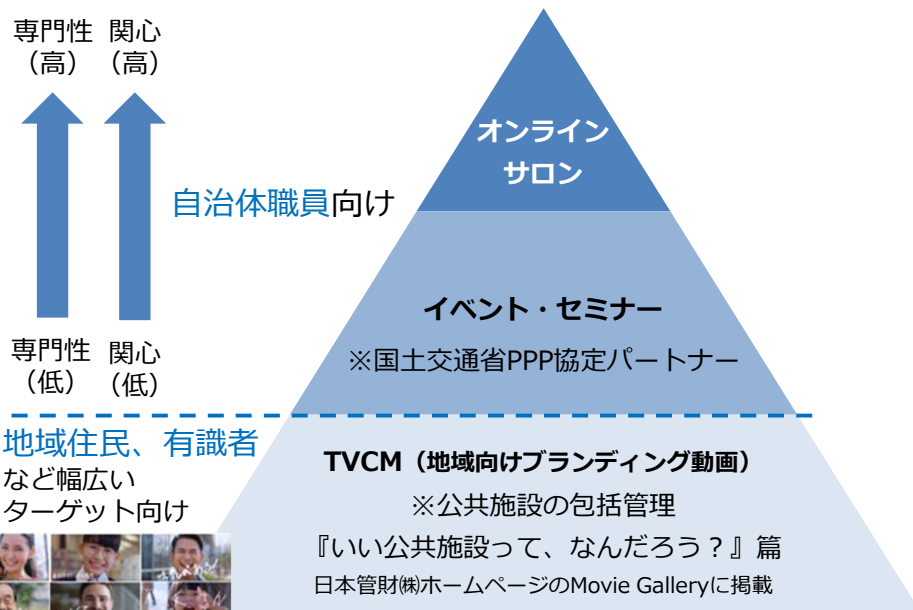 専門性 関心
（高） （高）
オンライン
サロン
自治体職員向け
イベント・セミナー
※国土交通省PPP協定パートナー
専門性 関心
（低） （低）
地域住民、有識者
など幅広い
ターゲット向け
TVCM（地域向けブランディング動画）
※公共施設の包括管理
『いい公共施設って、なんだろう？』篇
日本管財㈱ホームページのMovie Galleryに掲載